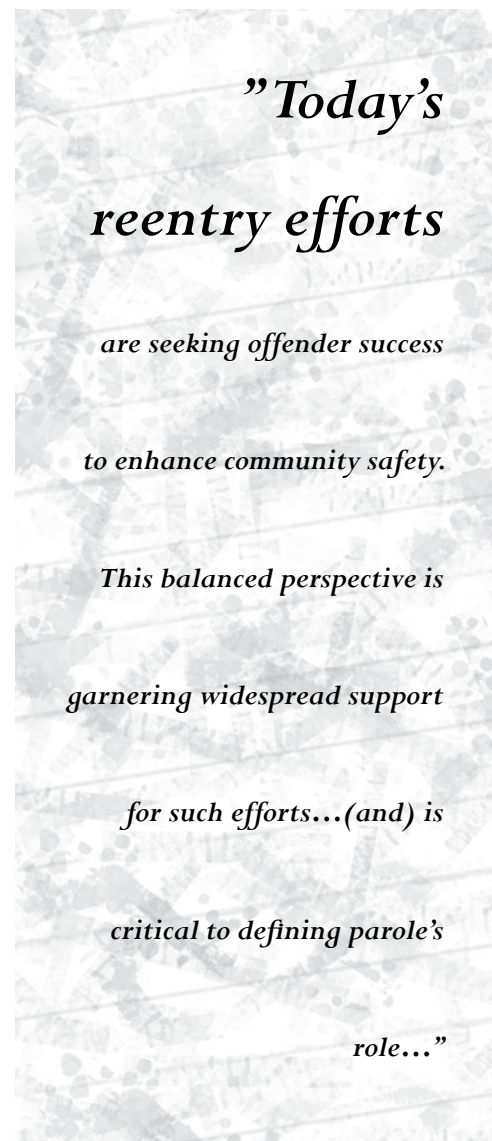 ”Today’s
reentry efforts
are seeking offender success
to enhance community safety.
This balanced perspective is
garnering widespread support
for such efforts…(and) is
critical to defining parole’s
role…”